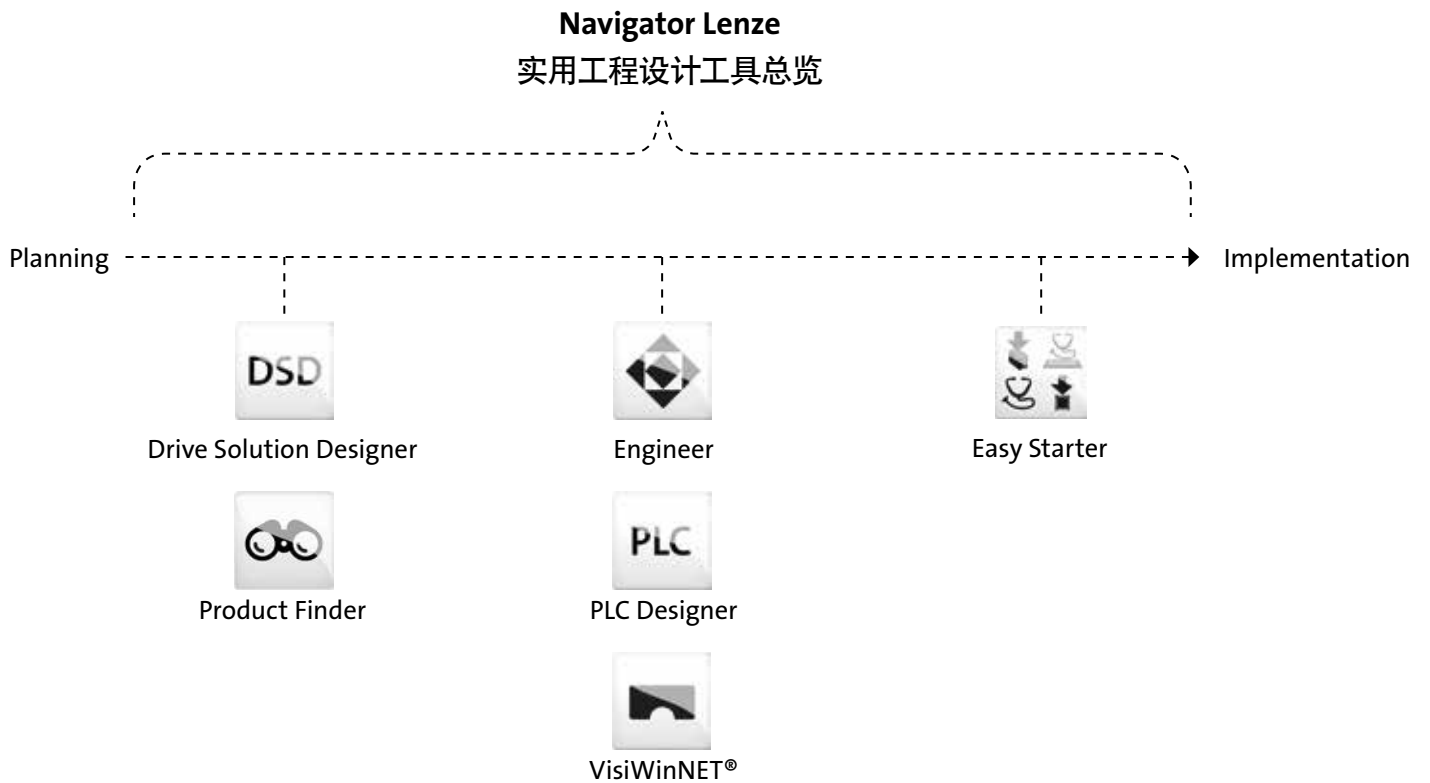 Navigator Lenze
实用工程设计工具总览
Planning
Implementation
DSD
Drive Solution Designer
Engineer
Easy Starter
Product Finder
PLC
PLC Designer
VisiWinNET®